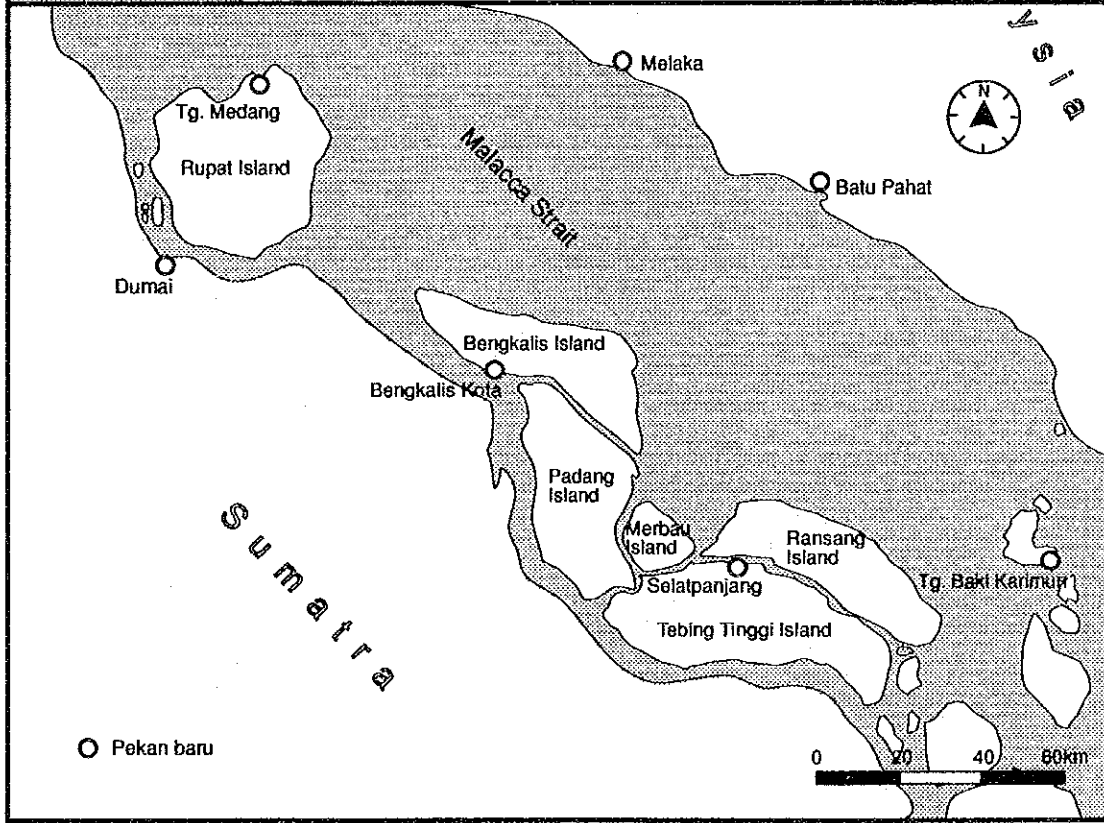 ysia
Melaka
N
Tg. Medang
Malacca Strait
Rupat Island
Batu Pahat
Dumai
Bengkalis Island
Bengkalis Kota
Padang
Island
Sumatra
Merbau
Island
Ransang
Island
Selatpanjang
Tg. Baki Karimun
Tebing Tinggi Island
Pekan baru
0 20 40 60km